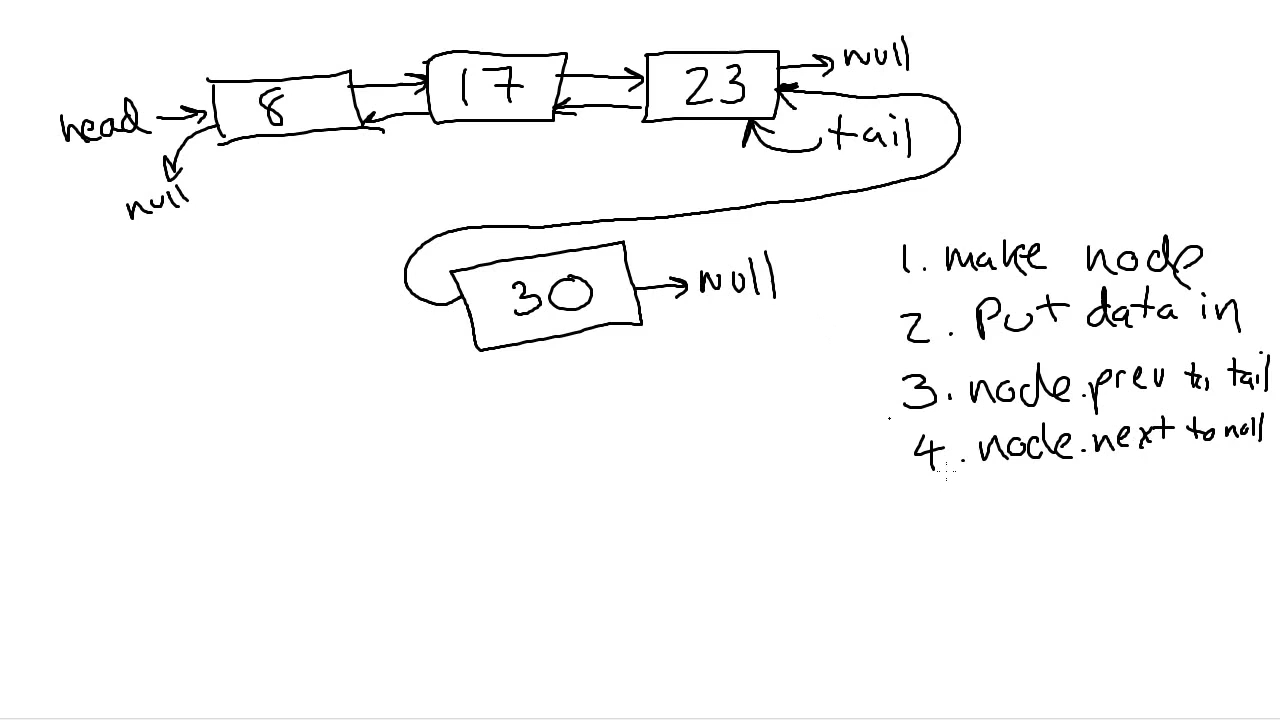 null
8
17
23
head
tail
null
30
null
1. make node
2. Put data in
3. node.prev to tail
4. node.next to null